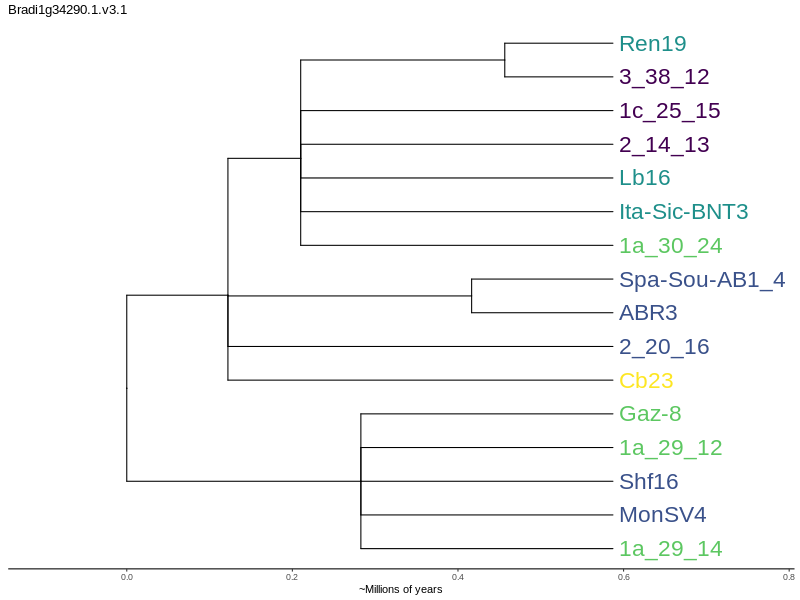 Bradi1g34290.1.v3.1
Ren19
3_38_12
1c_25_15
2_14_13
Lb16
Ita-Sic-BNT3
1a_30_24
Spa-Sou-AB1_4
ABR3
2_20_16
Cb23
Gaz-8
1a_29_12
Shf16
MonSV4
1a_29_14
0.0 0.2 0.4 0.6 0.8
~Millions of years